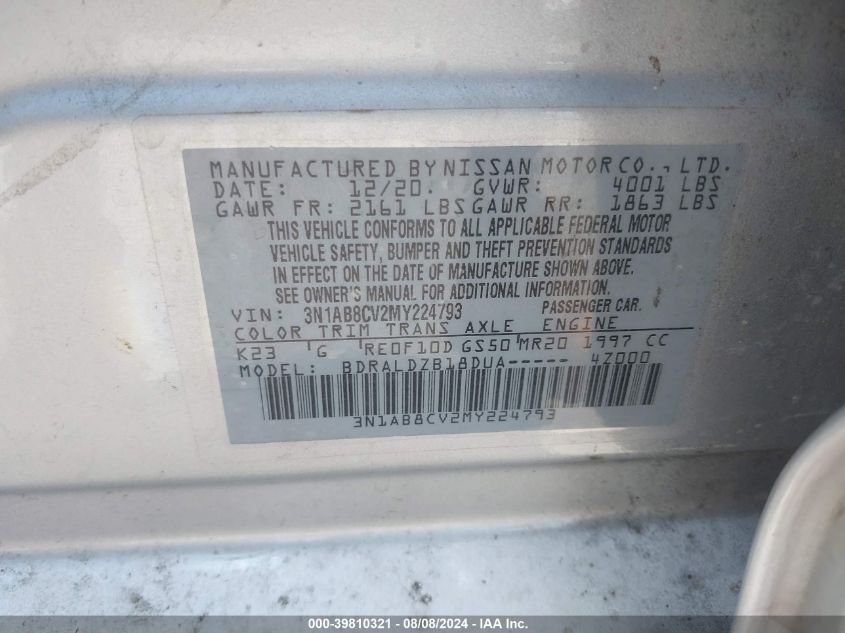 MANUFACTURED BY NISSAN MOTOR CO., LTD.
DATE: 12/20. GVWR: 4001 LBS
GAWR FR: 2161 LBS GAWR RR: 1863 LBS
THIS VEHICLE CONFORMS TO ALL APPLICABLE FEDERAL MOTOR
VEHICLE SAFETY, BUMPER AND THEFT PREVENTION STANDARDS
IN EFFECT ON THE DATE OF MANUFACTURE SHOWN ABOVE.
SEE OWNER'S MANUAL FOR ADDITIONAL INFORMATION.
VIN: 3N1AB8CV2MY224793 PASSENGER CAR.
COLOR TRIM TRANS AXLE ENGINE
K23 G RE0F10D GS50 MR20 1997 CC
MODEL: BDRALDZB18DUA----- 4Z000
3N1AB8CV2MY224793
000-39810321 - 08/08/2024 - IAAI.COM